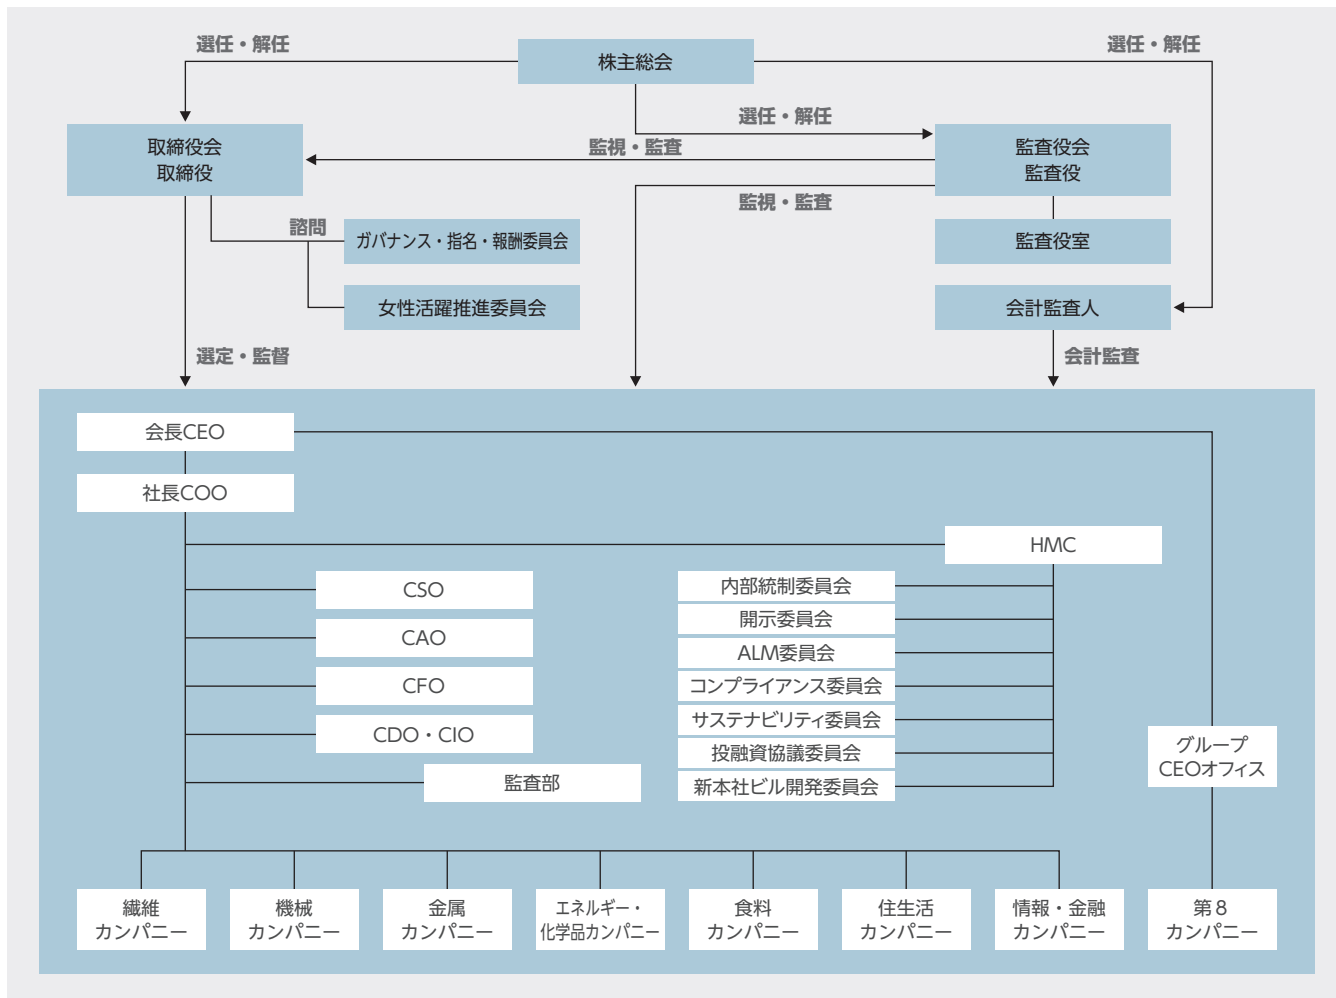 選任・解任
株主総会
選任・解任
選任・解任
取締役会
取締役
監視・監査
監査役会
監査役
監視・監査
諮問
ガバナンス・指名・報酬委員会
監査役室
女性活躍推進委員会
会計監査人
選定・監督
会計監査
会長CEO
社長COO
HMC
CSO
CAO
CFO
CDO・CIO
監査部
内部統制委員会
開示委員会
ALM委員会
コンプライアンス委員会
サステナビリティ委員会
投融資協議委員会
新本社ビル開発委員会
グループ
CEOオフィス
繊維
カンパニー
機械
カンパニー
金属
カンパニー
エネルギー・
化学品カンパニー
食料
カンパニー
住生活
カンパニー
情報・金融
カンパニー
第8
カンパニー